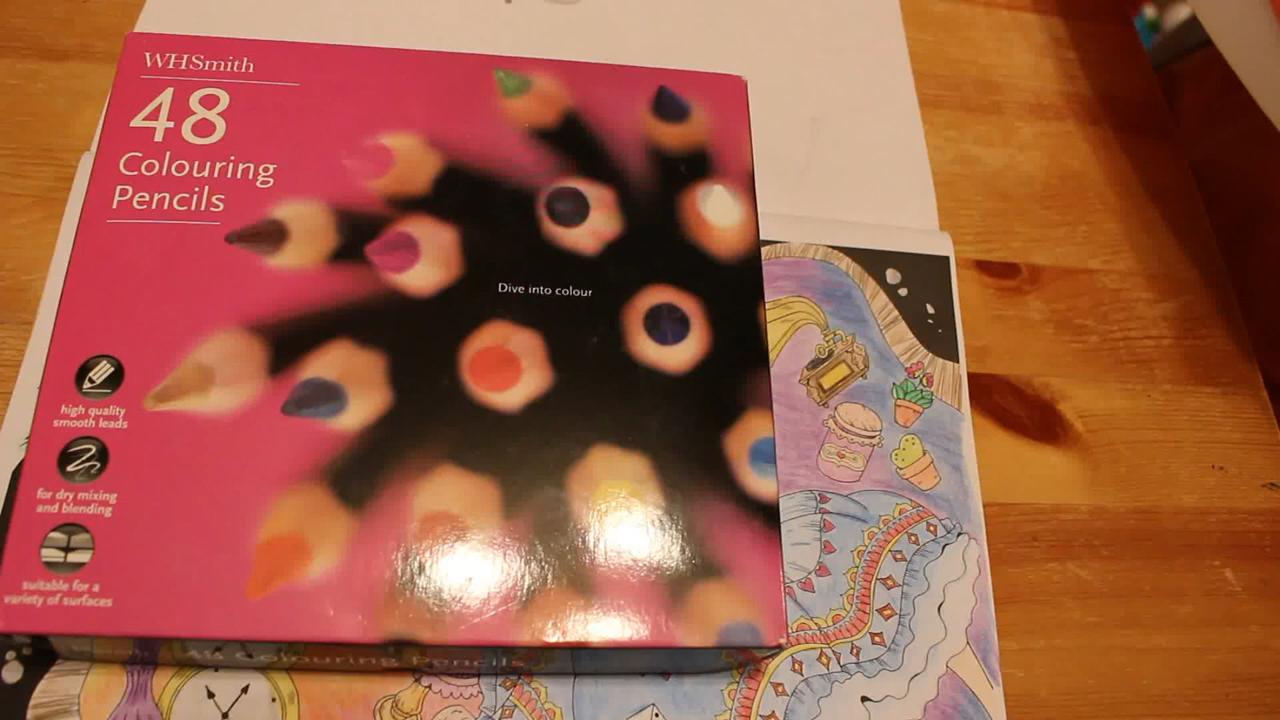 WHSmith
48
Colouring
Pencils
Dive into colour
high quality
smooth leads
for dry mixing
and blending
suitable for a
variety of surfaces
48 Colouring Pencils